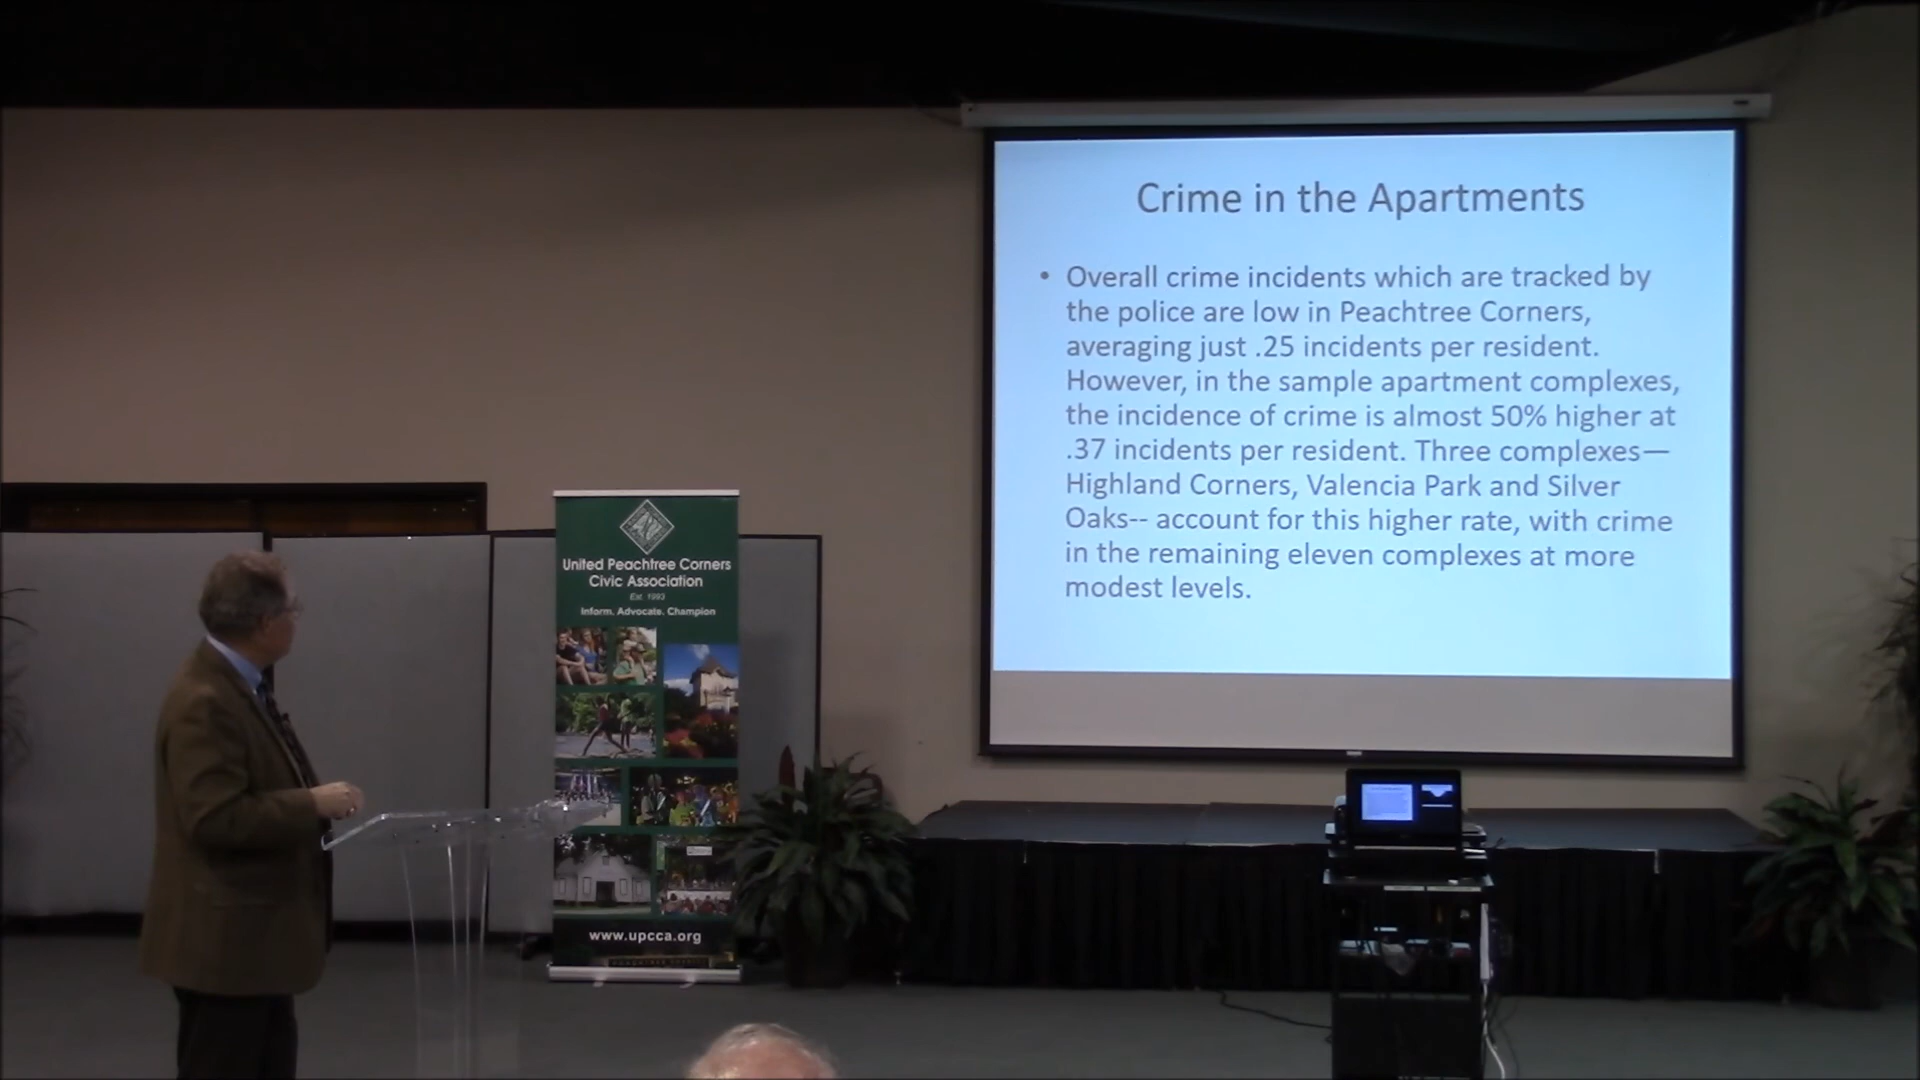 Crime in the Apartments
• Overall crime incidents which are tracked by
the police are low in Peachtree Corners,
averaging just .25 incidents per resident.
However, in the sample apartment complexes,
the incidence of crime is almost 50% higher at
.37 incidents per resident. Three complexes—
Highland Corners, Valencia Park and Silver
Oaks-- account for this higher rate, with crime
in the remaining eleven complexes at more
modest levels.
United Peachtree Corners
Civic Association
Est. 1993
Inform. Advocate. Champion
www.upcca.org